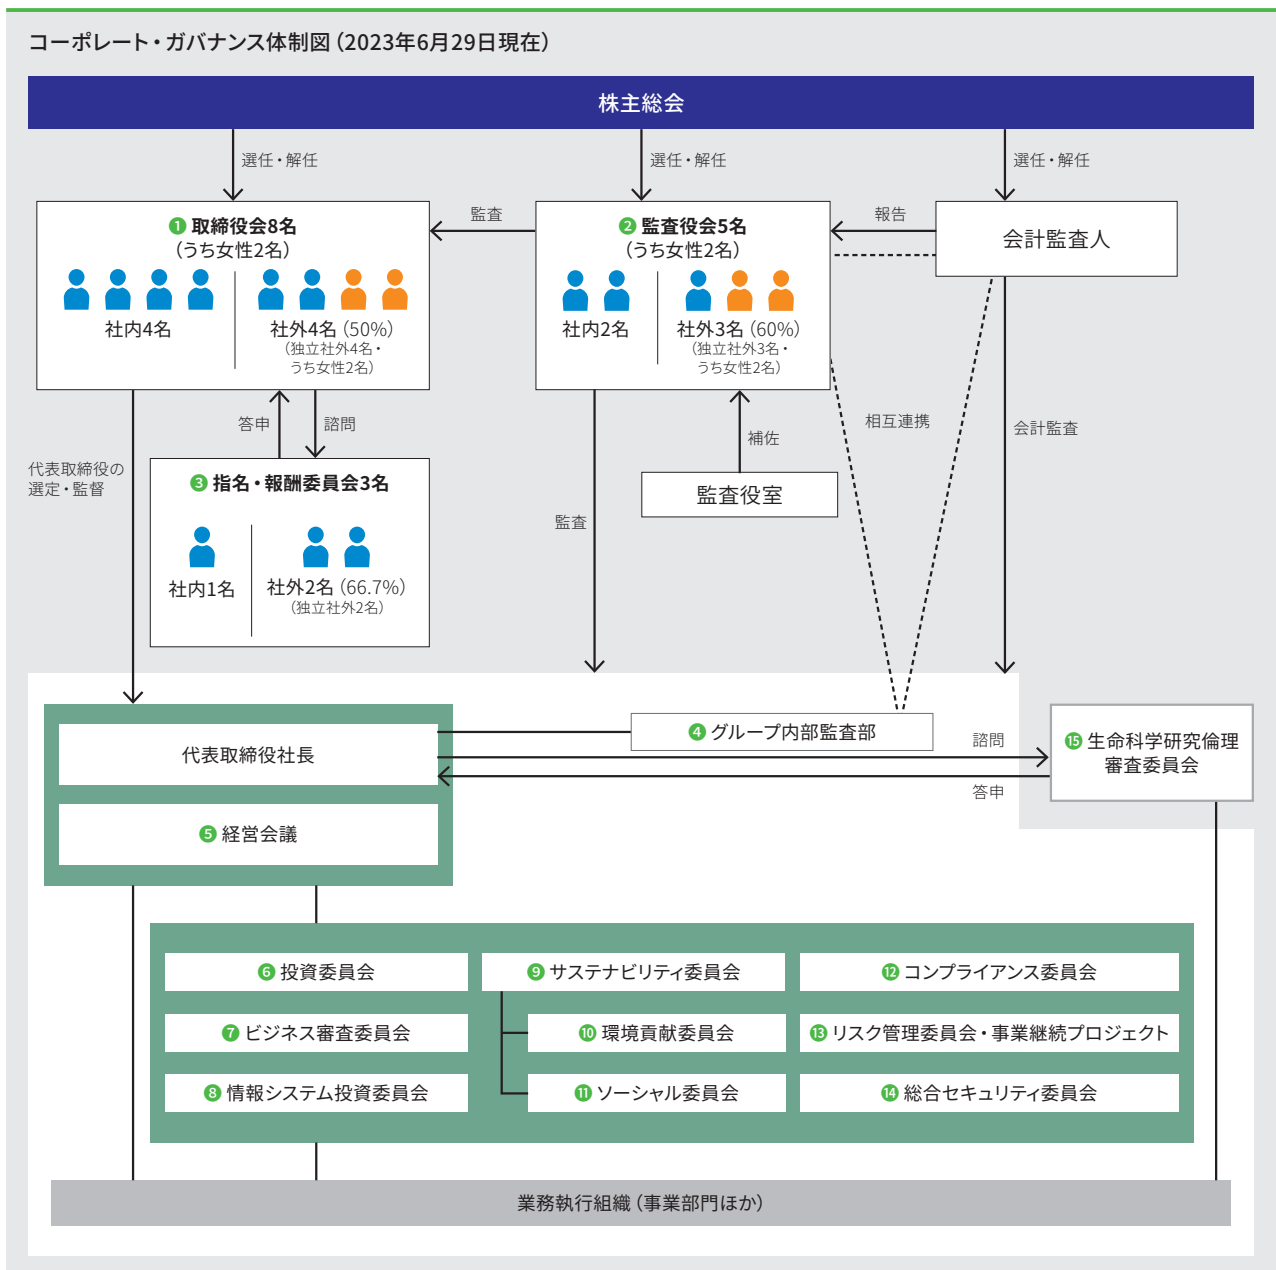 コーポレート・ガバナンス体制図（2023年6月29日現在）
株主総会
選任・解任
選任・解任
選任・解任
❶ 取締役会8名
（うち女性2名）
社内4名
社外4名（50%）
（独立社外4名・
うち女性2名）
監査
❷ 監査役会5名
（うち女性2名）
社内2名
社外3名（60%）
（独立社外3名・
うち女性2名）
報告
会計監査人
答申
諮問
補佐
相互連携
会計監査
代表取締役の
選定・監督
❸ 指名・報酬委員会3名
社内1名
社外2名（66.7%）
（独立社外2名）
監査役室
監査
代表取締役社長
❹ グループ内部監査部
諮問
答申
⓯ 生命科学研究倫理
審査委員会
❺ 経営会議
❻ 投資委員会
❾ サステナビリティ委員会
⓬ コンプライアンス委員会
❼ ビジネス審査委員会
❿ 環境貢献委員会
⓭ リスク管理委員会・事業継続プロジェクト
❽ 情報システム投資委員会
⓫ ソーシャル委員会
⓮ 総合セキュリティ委員会
業務執行組織（事業部門ほか）